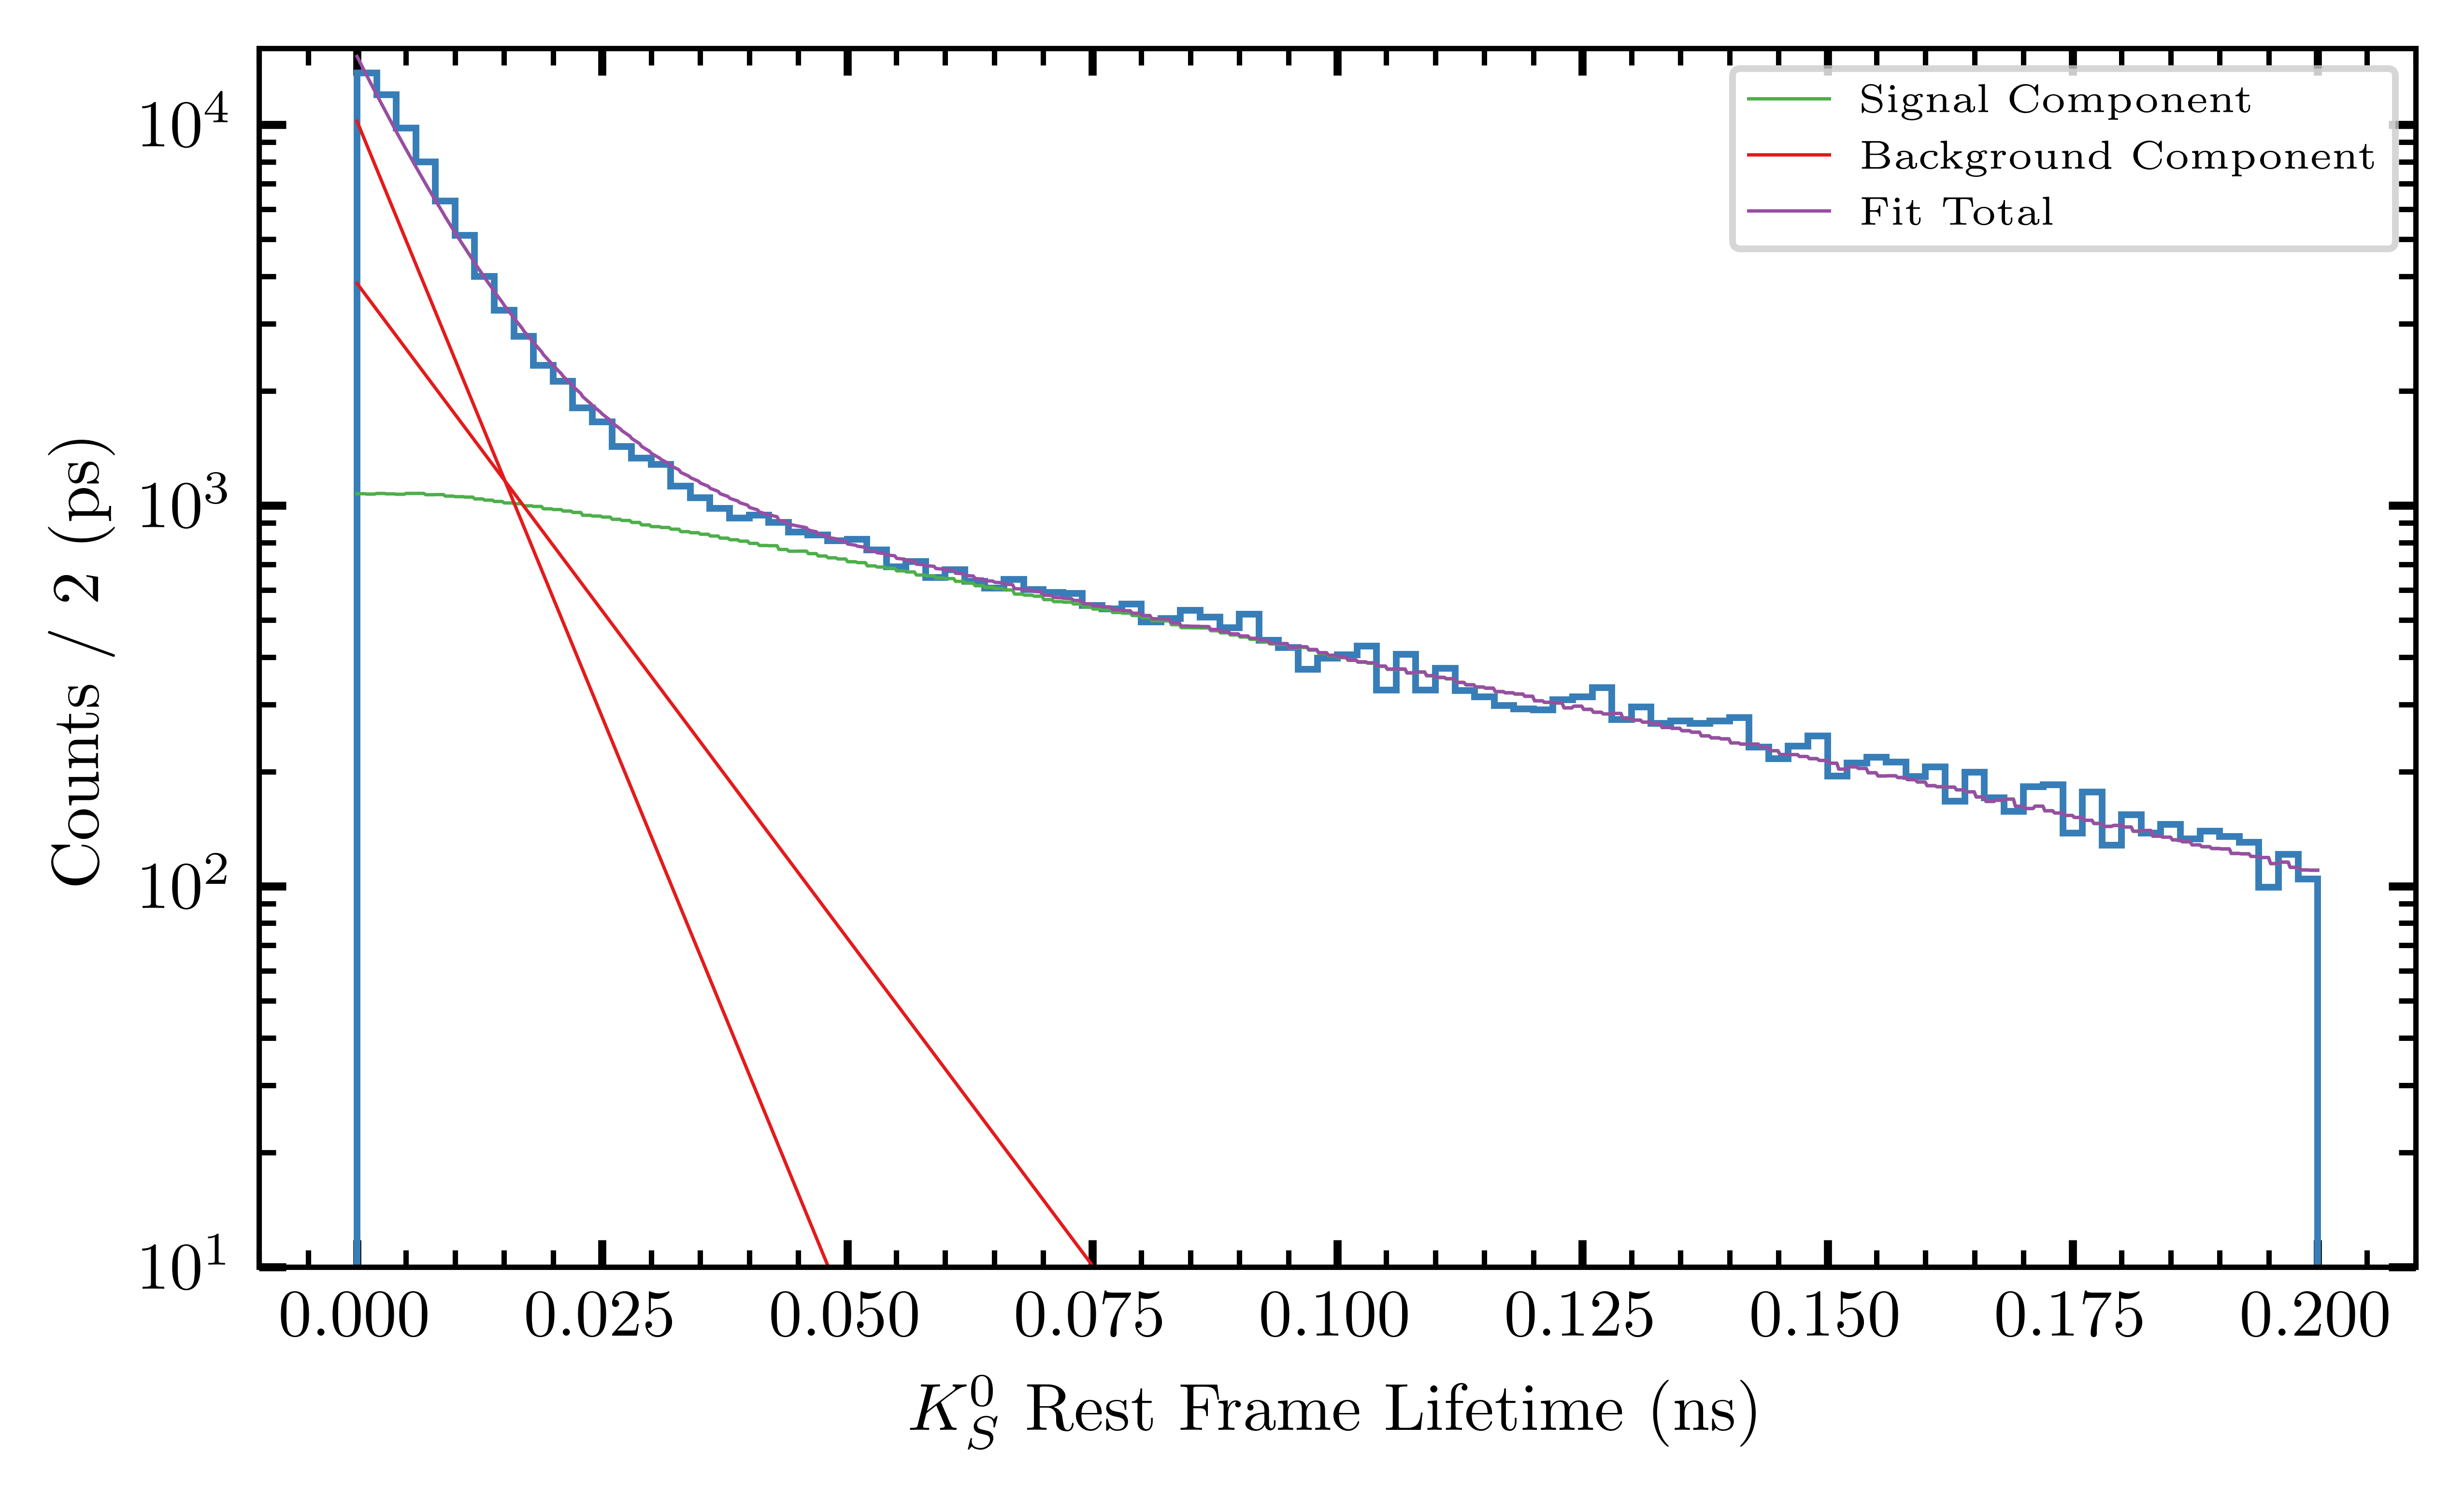 Signal Component
Background Component
Fit Total
Counts / 2 (ps)
10^4
10^3
10^2
10^1
0.000 0.025 0.050 0.075 0.100 0.125 0.150 0.175 0.200
K_S^0 Rest Frame Lifetime (ns)